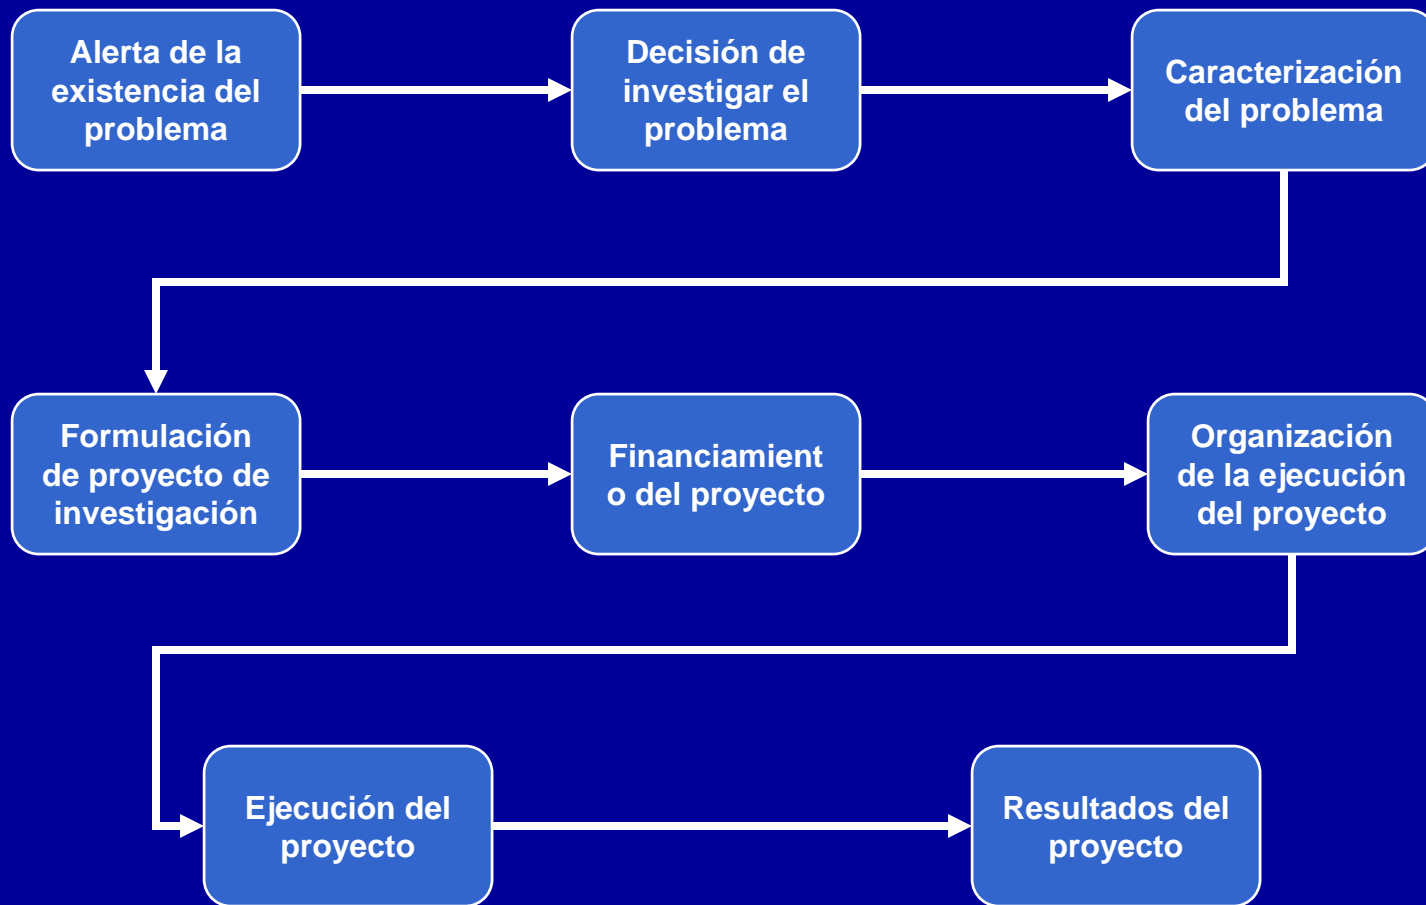 Alerta de la
existencia del
problema
Decisión de
investigar el
problema
Caracterización
del problema
Formulación
de proyecto de
investigación
Financiamient
o del proyecto
Organización
de la ejecución
del proyecto
Ejecución del
proyecto
Resultados del
proyecto